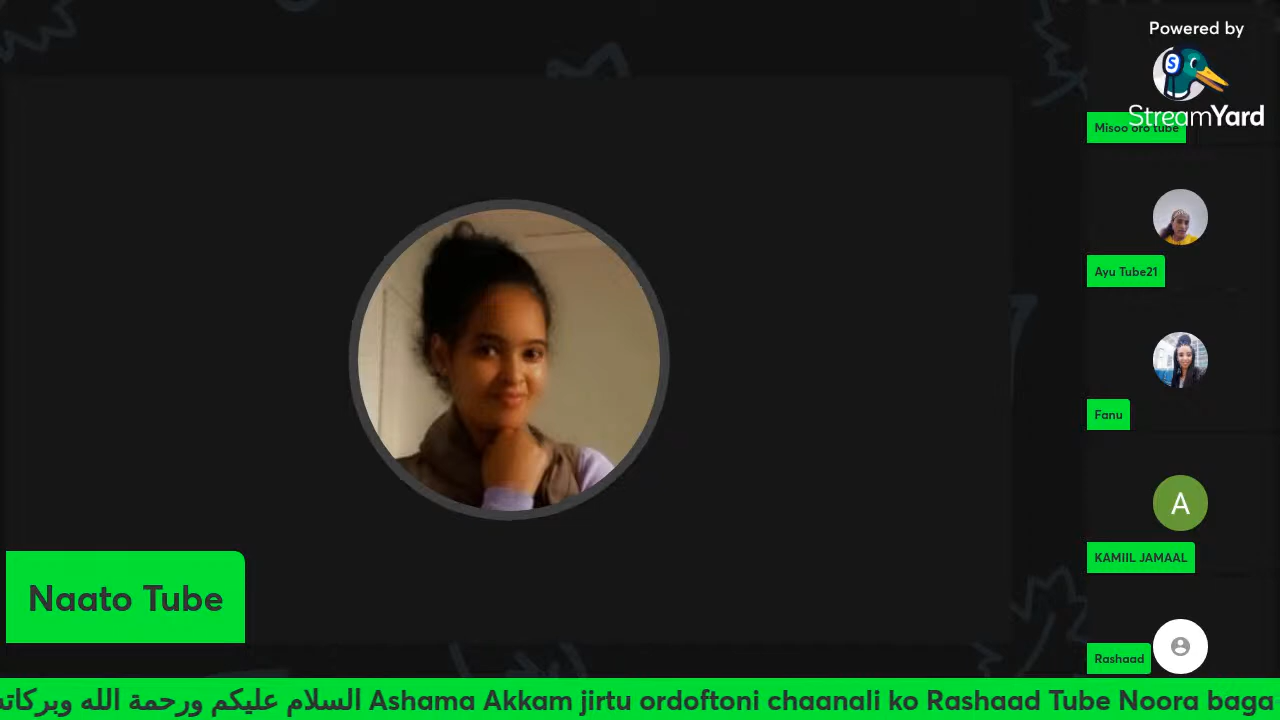 Powered by
StreamYard
Misoo oro tube
Ayu Tube21
Fanu
A
KAMIIL JAMAAL
Naato Tube
Rashaad
السلام عليكم ورحمة الله وبركاته Ashama Akkam jirtu ordoftoni chaanali ko Rashaad Tube Noora baga